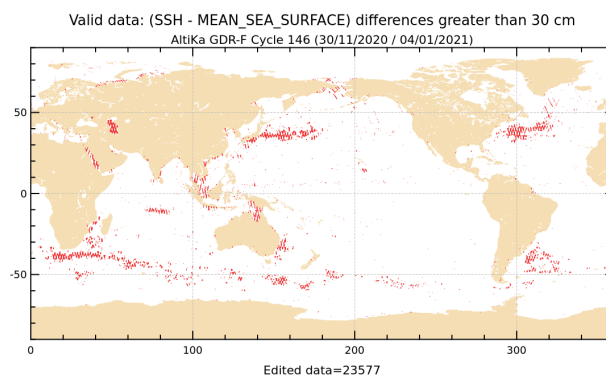 Valid data: (SSH - MEAN_SEA_SURFACE) differences greater than 30 cm
AltiKa GDR-F Cycle 146 (30/11/2020 / 04/01/2021)
50
0
-50
0 100 200 300
Edited data=23577